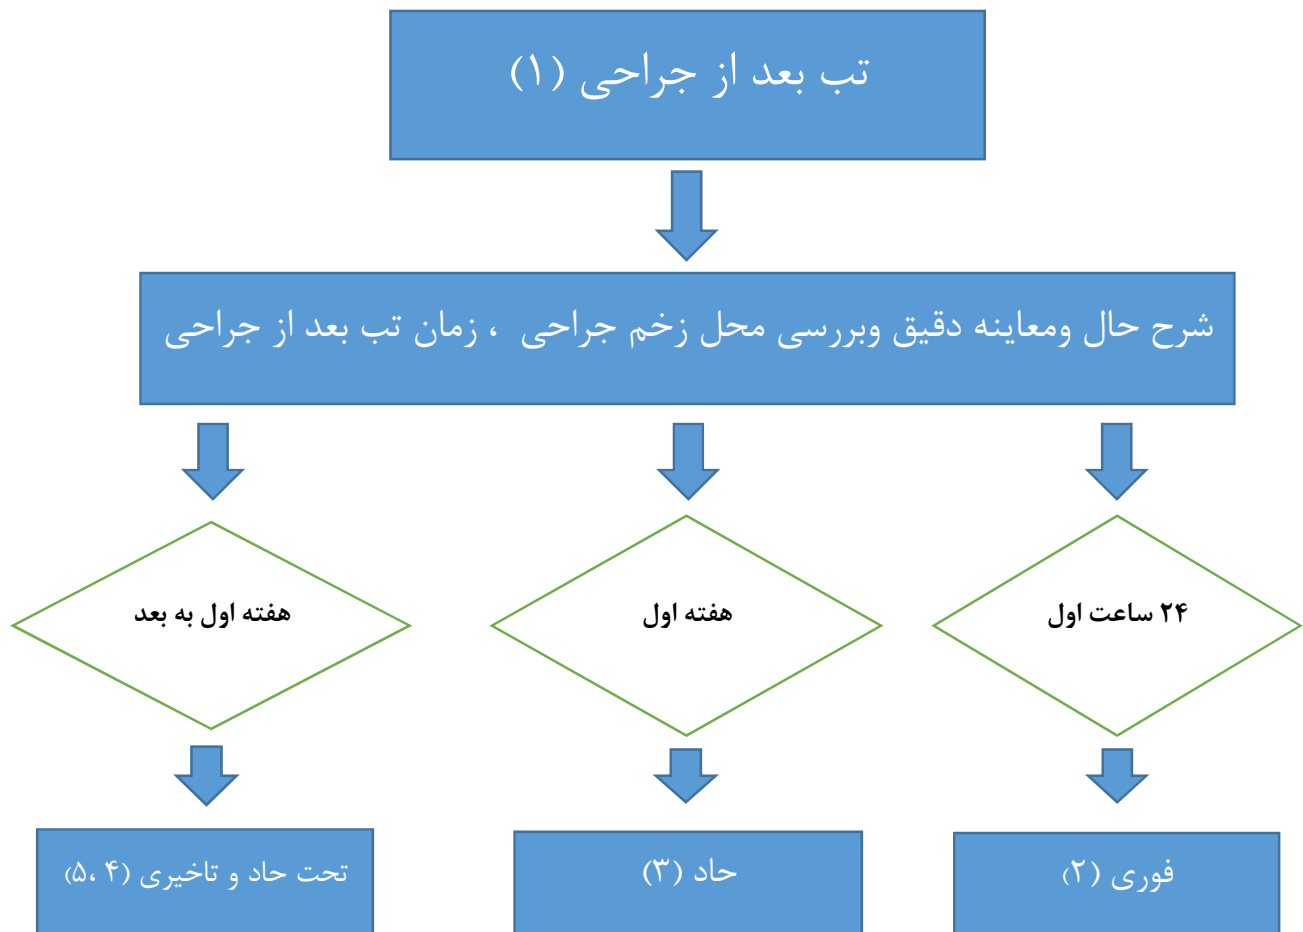 تب بعد از جراحی (۱)
شرح حال ومعاینه دقیق وبررسی محل زخم جراحی ، زمان تب بعد از جراحی
۲۴ ساعت اول
هفته اول
هفته اول به بعد
فوری (۲)
حاد (۳)
تحت حاد و تاخیری (۴ ،۵)